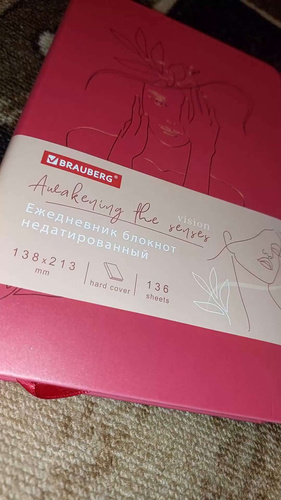 BRAUBERG®
Awakening the senses
vision
Ежедневник блокнот
недатированный
138x213
mm
hard cover
136
sheets